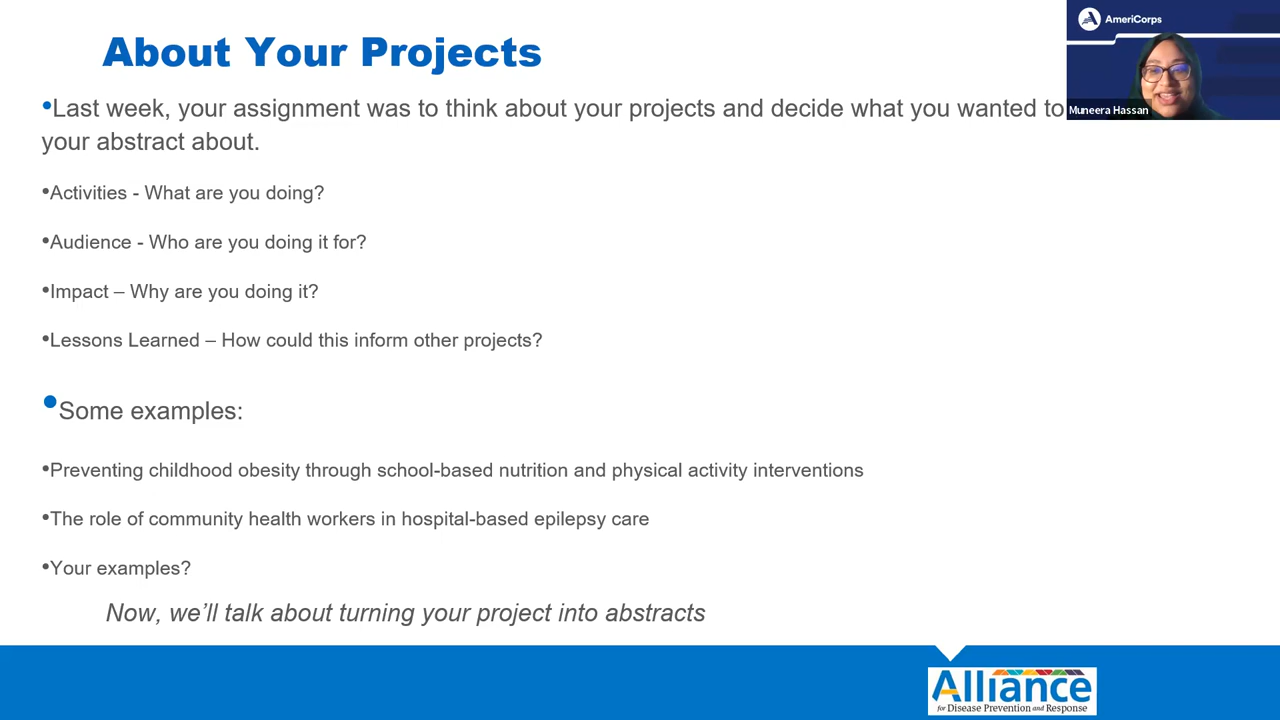 About Your Projects
AmeriCorps
Muneera Hassan
•Last week, your assignment was to think about your projects and decide what you wanted to
your abstract about.
•Activities - What are you doing?
•Audience - Who are you doing it for?
•Impact – Why are you doing it?
•Lessons Learned – How could this inform other projects?
•Some examples:
•Preventing childhood obesity through school-based nutrition and physical activity interventions
•The role of community health workers in hospital-based epilepsy care
•Your examples?
Now, we’ll talk about turning your project into abstracts
Alliance
for Disease Prevention and Response